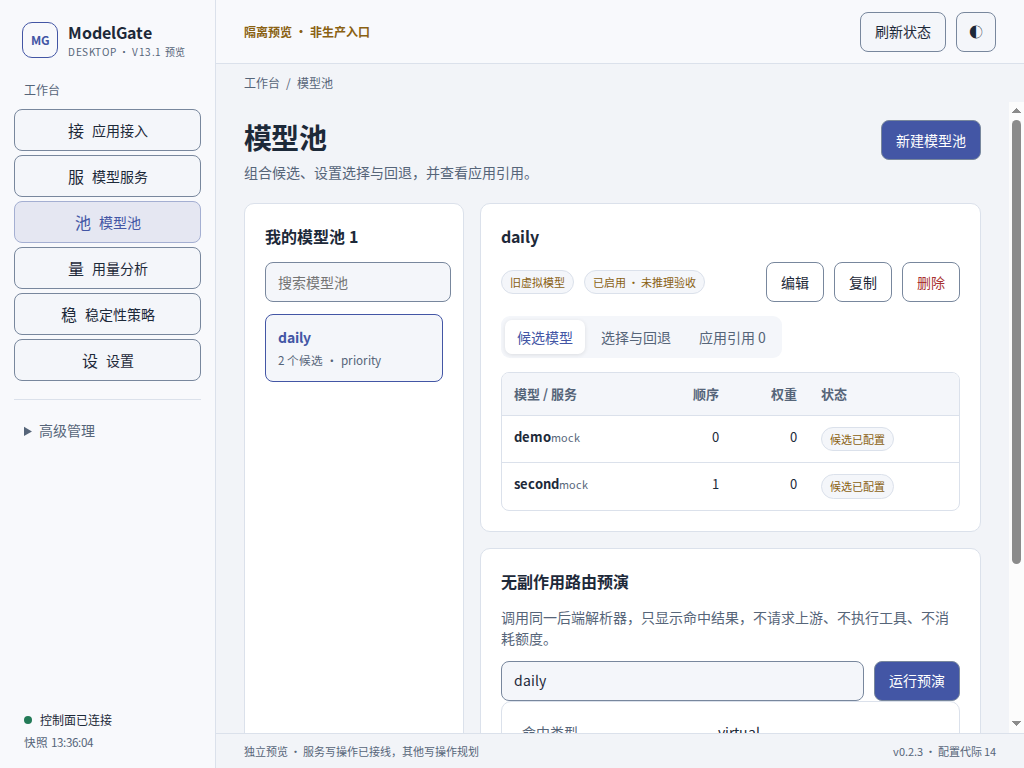 MG
ModelGate
DESKTOP · V13.1 预览
工作台
接 应用接入
服 模型服务
池 模型池
量 用量分析
稳 稳定性策略
设 设置
▶ 高级管理
控制面已连接
快照 13:36:04
隔离预览 · 非生产入口
刷新状态
工作台 / 模型池
模型池
组合候选、设置选择与回退，并查看应用引用。
新建模型池
我的模型池 1
搜索模型池
daily
2 个候选 · priority
daily
旧虚拟模型 已启用 · 未推理验收 编辑 复制 删除
候选模型 选择与回退 应用引用 0
模型 / 服务 顺序 权重 状态
demomock 0 0 候选已配置
secondmock 1 0 候选已配置
无副作用路由预演
调用同一后端解析器，只显示命中结果，不请求上游、不执行工具、不消
耗额度。
daily 运行预演
命中类型 virtual
独立预览 · 服务写操作已接线，其他写操作规划
v0.2.3 · 配置代际 14